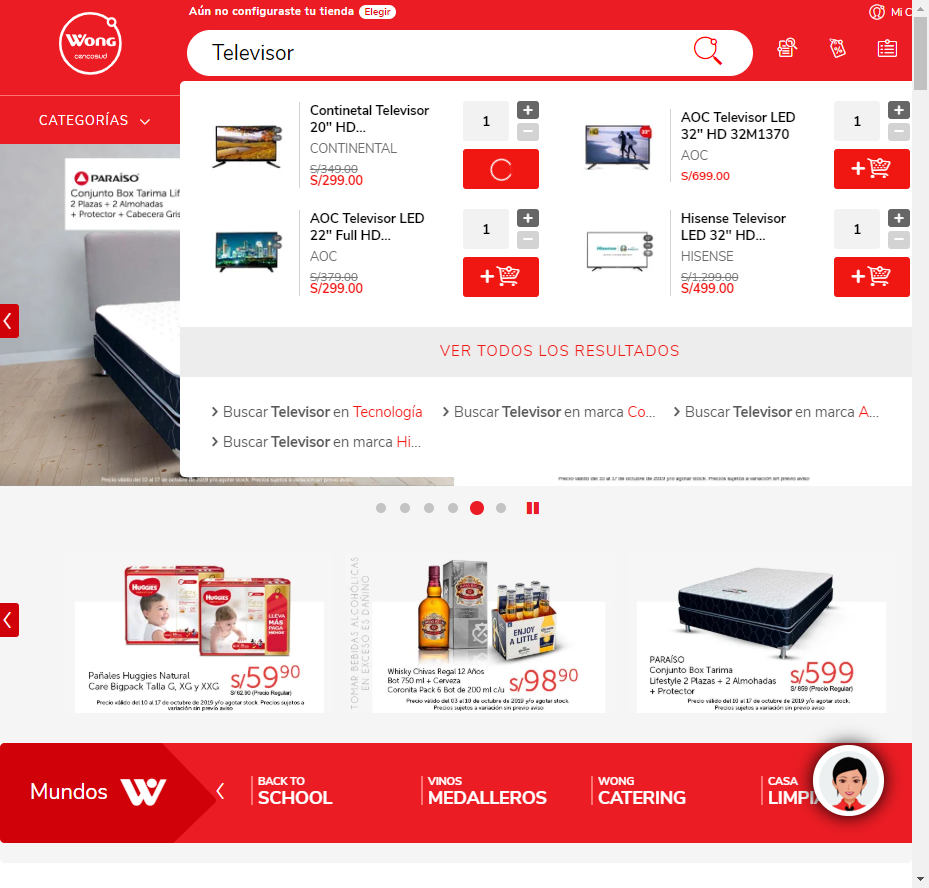 Aún no configuraste tu tienda Elegir
Mi C
Wong
cencosud
Televisor
CATEGORÍAS
Continetal Televisor
20" HD...
CONTINENTAL
S/349.00
S/299.00
1
AOC Televisor LED
32" HD 32M1370
AOC
S/699.00
1
AOC Televisor LED
22" Full HD...
AOC
S/379.00
S/299.00
1
Hisense Televisor
LED 32" HD...
HISENSE
S/1,299.00
S/499.00
1
VER TODOS LOS RESULTADOS
Buscar Televisor en Tecnología
Buscar Televisor en marca Co...
Buscar Televisor en marca A...
Buscar Televisor en marca Hi...
PARAÍSO
Conjunto Box Tarima Lif
2 Plazas + 2 Almohadas
+ Protector + Cabecera Gris
Precio válido del 10 al 17 de octubre de 2019 y/o agotar stock. Precios sujetos a variación sin previo aviso
Precio válido del 10 al 17 de octubre de 2019 y/o agotar stock. Precios sujetos a variación sin previo aviso
HUGGIES
HUGGIES
LLEVA
MÁS
PAGA
MENOS
Pañales Huggies Natural
Care Bigpack Talla G, XG y XXG
S/59.90
S/ 62.90 (Precio Regular)
Precio válido del 10 al 17 de octubre de 2019 y/o agotar stock. Precios sujetos a
variación sin previo aviso
TOMAR BEBIDAS ALCOHÓLICAS
EN EXCESO ES DAÑINO
ENJOY
A LITTLE
Whisky Chivas Regal 12 Años
Bot 750 ml + Cerveza
Coronita Pack 6 Bot de 200 ml c/u
S/98.90
Precio válido del 03 al 10 de octubre de 2019 y/o agotar stock.
Precios sujetos a variación sin previo aviso
PARAÍSO
Conjunto Box Tarima
Lifestyle 2 Plazas + 2 Almohadas
+ Protector
S/599
S/ 859 (Precio Regular)
Precio válido del 10 al 17 de octubre de 2019 y/o agotar stock.
Precios sujetos a variación sin previo aviso
Mundos
BACK TO
SCHOOL
VINOS
MEDALLEROS
WONG
CATERING
CASA
LIMPI